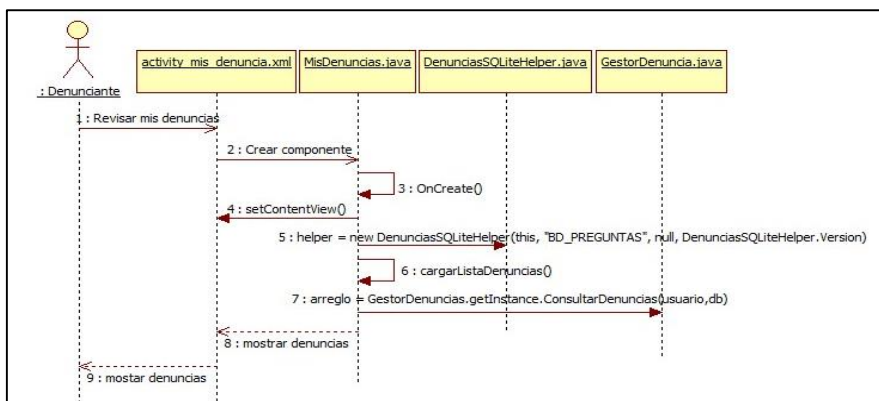 activity_mis_denuncia.xml
MisDenuncias.java
DenunciasSQLiteHelper.java
GestorDenuncia.java
: Denunciante
1 : Revisar mis denuncias
2 : Crear componente
3 : OnCreate()
4 : setContentView()
5 : helper = new DenunciasSQLiteHelper(this, "BD_PREGUNTAS", null, DenunciasSQLiteHelper.Version)
6 : cargarListaDenuncias()
7 : arreglo = GestorDenuncias.getInstance.ConsultarDenuncias(usuario,db)
8 : mostrar denuncias
9 : mostar denuncias